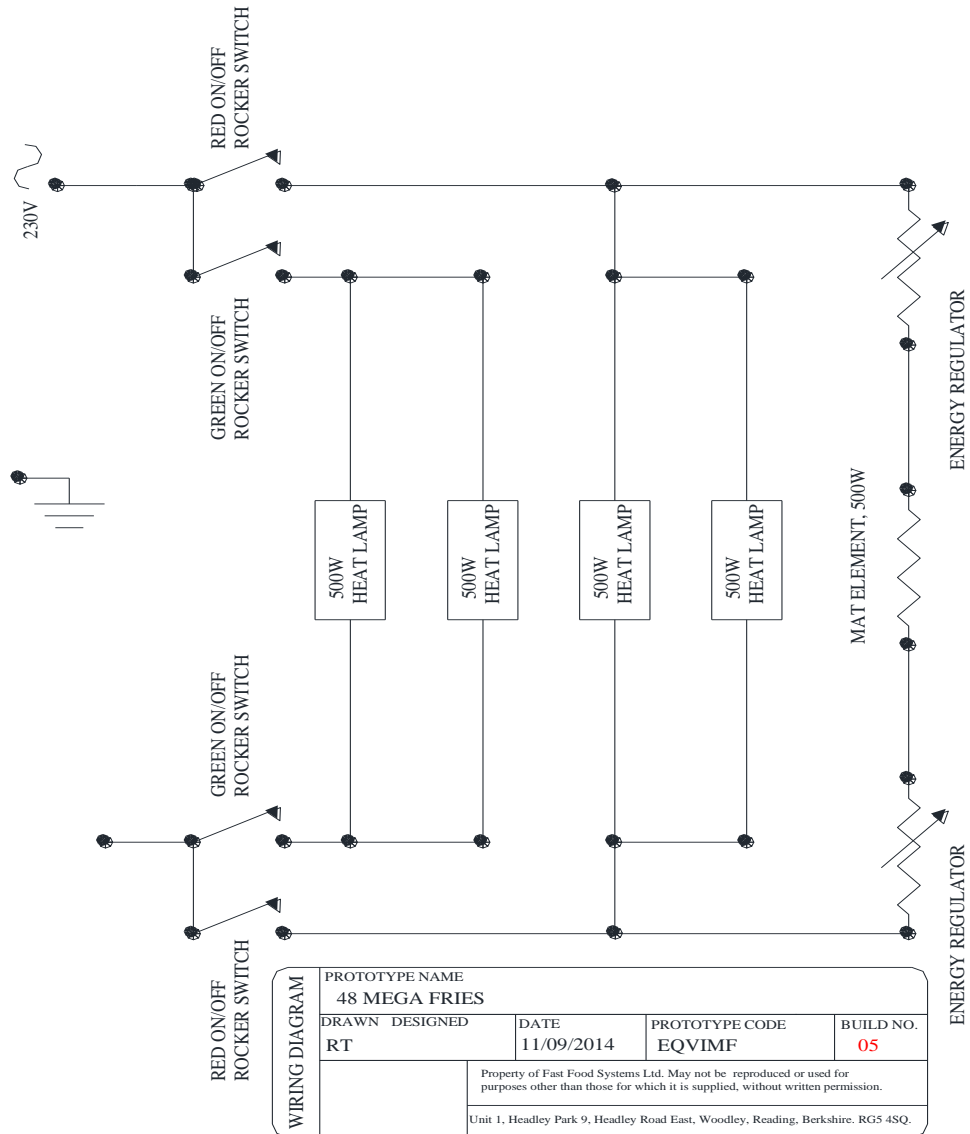 RED ON/OFF
ROCKER SWITCH
230V
GREEN ON/OFF
ROCKER SWITCH
500W
HEAT LAMP
500W
HEAT LAMP
500W
HEAT LAMP
500W
HEAT LAMP
ENERGY REGULATOR
MAT ELEMENT, 500W
GREEN ON/OFF
ROCKER SWITCH
ENERGY REGULATOR
RED ON/OFF
ROCKER SWITCH
WIRING DIAGRAM
PROTOTYPE NAME
48 MEGA FRIES
DRAWN DESIGNED
RT
DATE
11/09/2014
PROTOTYPE CODE
EQVIMF
BUILD NO.
05
Property of Fast Food Systems Ltd. May not be reproduced or used for
purposes other than those for which it is supplied, without written permission.
Unit 1, Headley Park 9, Headley Road East, Woodley, Reading, Berkshire. RG5 4SQ.